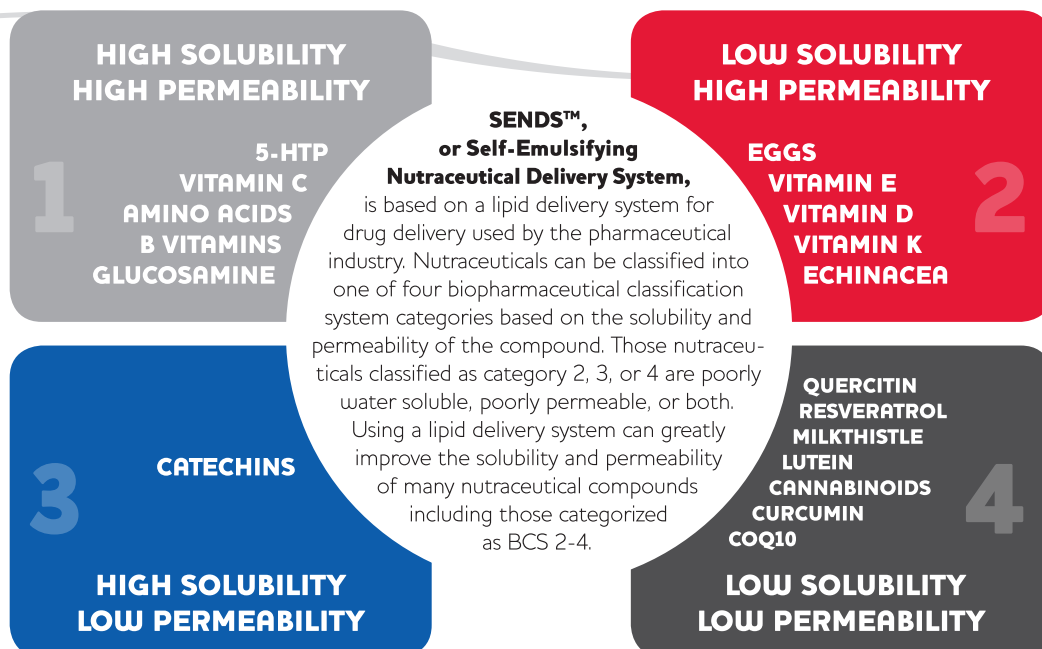 HIGH SOLUBILITY
HIGH PERMEABILITY
1
5-HTP
VITAMIN C
AMINO ACIDS
B VITAMINS
GLUCOSAMINE
LOW SOLUBILITY
HIGH PERMEABILITY
2
EGGS
VITAMIN E
VITAMIN D
VITAMIN K
ECHINACEA
SENDS™,
or Self-Emulsifying
Nutraceutical Delivery System,
is based on a lipid delivery system for
drug delivery used by the pharmaceutical
industry. Nutraceuticals can be classified into
one of four biopharmaceutical classification
system categories based on the solubility and
permeability of the compound. Those nutraceu-
ticals classified as category 2, 3, or 4 are poorly
water soluble, poorly permeable, or both.
Using a lipid delivery system can greatly
improve the solubility and permeability
of many nutraceutical compounds
including those categorized
as BCS 2-4.
3
CATECHINS
HIGH SOLUBILITY
LOW PERMEABILITY
4
QUERCITIN
RESVERATROL
MILKTHISTLE
LUTEIN
CANNABINOIDS
CURCUMIN
COQ10
LOW SOLUBILITY
LOW PERMEABILITY